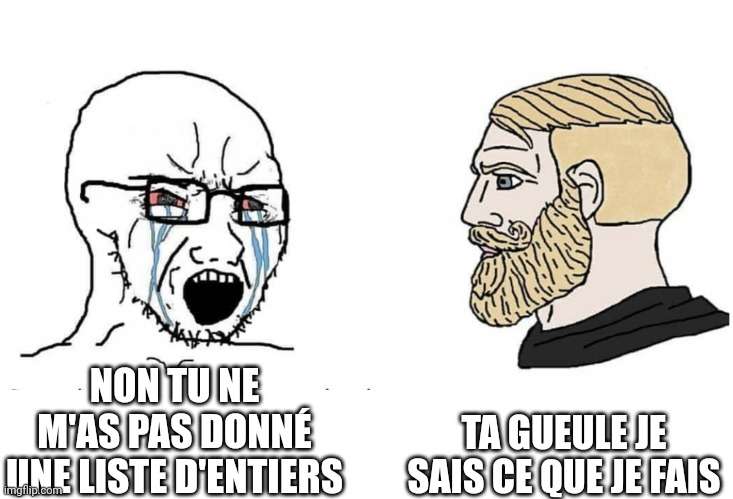 NON TU NE
M'AS PAS DONNÉ
UNE LISTE D'ENTIERS
TA GUEULE JE
SAIS CE QUE JE FAIS
imgflip.com